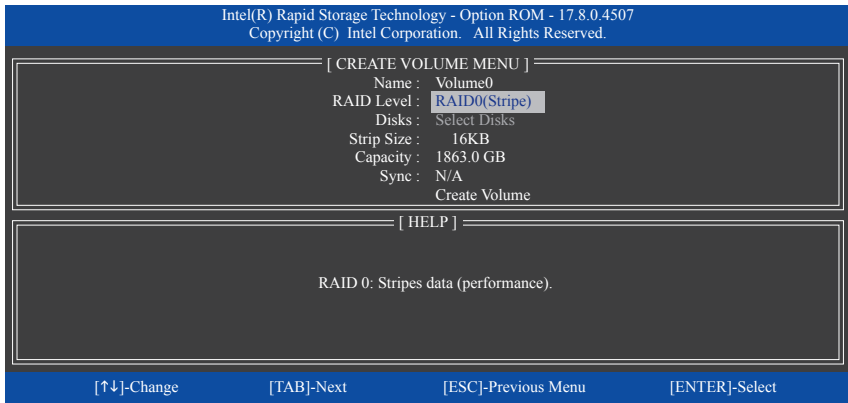 Intel(R) Rapid Storage Technology - Option ROM - 17.8.0.4507
Copyright (C) Intel Corporation. All Rights Reserved.
[ CREATE VOLUME MENU ]
Name : Volume0
RAID Level : RAID0(Stripe)
Disks : Select Disks
Strip Size : 16KB
Capacity : 1863.0 GB
Sync : N/A
Create Volume
[ HELP ]
RAID 0: Stripes data (performance).
[↑↓]-Change [TAB]-Next [ESC]-Previous Menu [ENTER]-Select